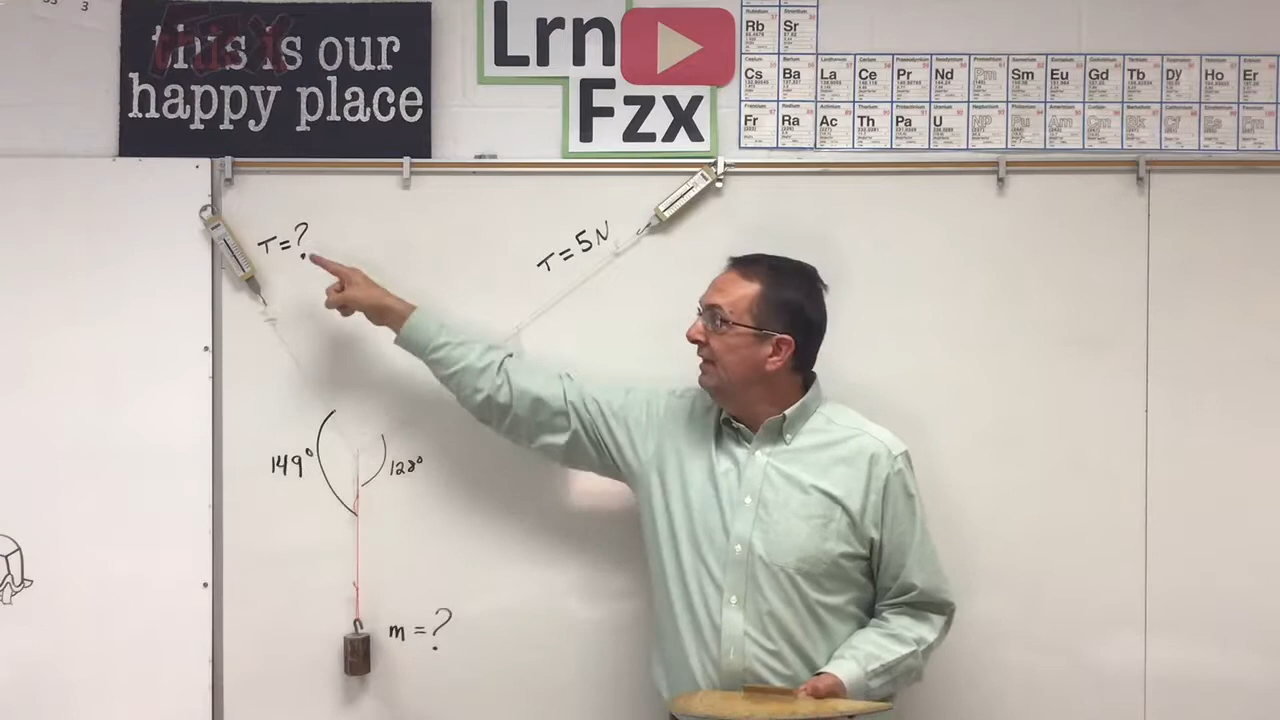 this is our
happy place
Lrn
Fzx
Rb
Sr
Cs Ba La Ce Pr Nd Pm Sm Eu Gd Tb Dy Ho Er
Fr Ra Ac Th Pa U Np Pu Am Cm Bk Cf Es Fm
T=?
T=5N
149°
128°
m=?